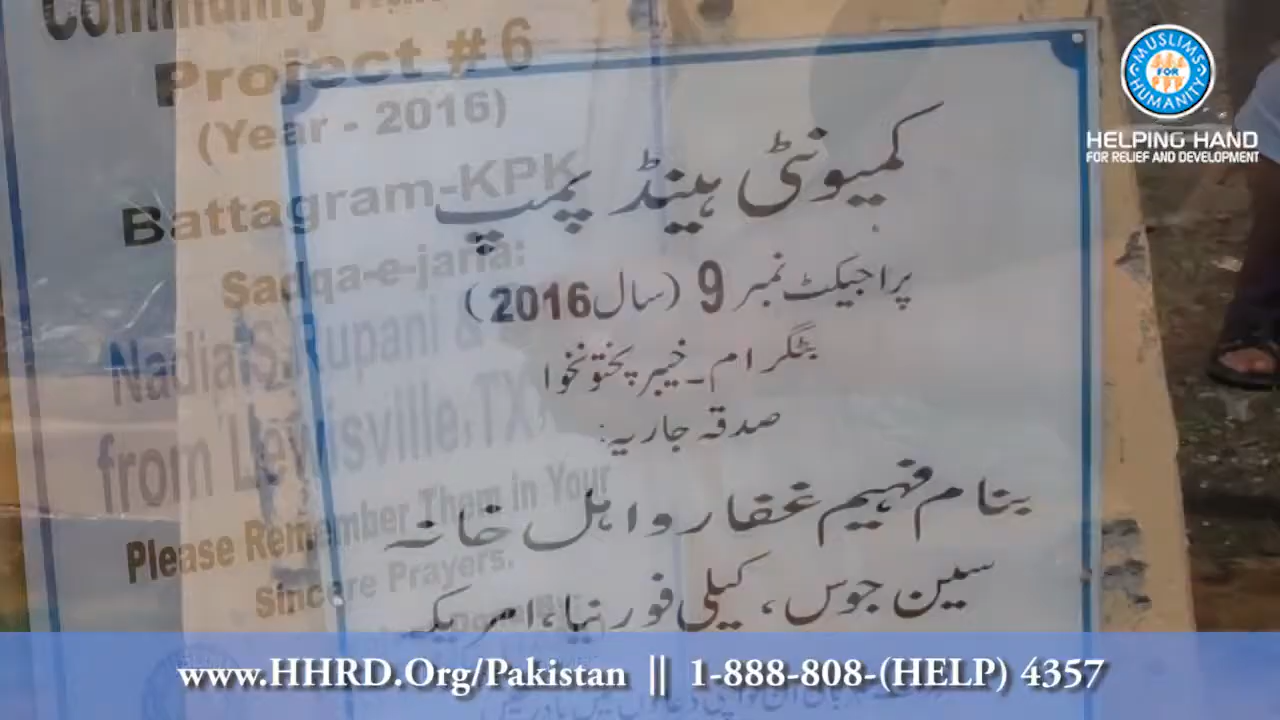 Community
Project # 6
(Year - 2016)
Battagram-KPK
Sadqa-e-jaria:
Nadia S. Rupani &
from Lewisville, TX,
Please Remember Them in Your
Sincere Prayers.
کمیونٹی ہینڈ پمپ
پراجیکٹ نمبر 9 (سال 2016)
بٹگرام۔خیبر پختونخوا
صدقہ جاریہ:
بنام فہیم غفار و اہل خانہ
سین جوس، کیلی فورنیا، امریکہ
MUSLIMS FOR HUMANITY
HELPING HAND
FOR RELIEF AND DEVELOPMENT
www.HHRD.Org/Pakistan || 1-888-808-(HELP) 4357